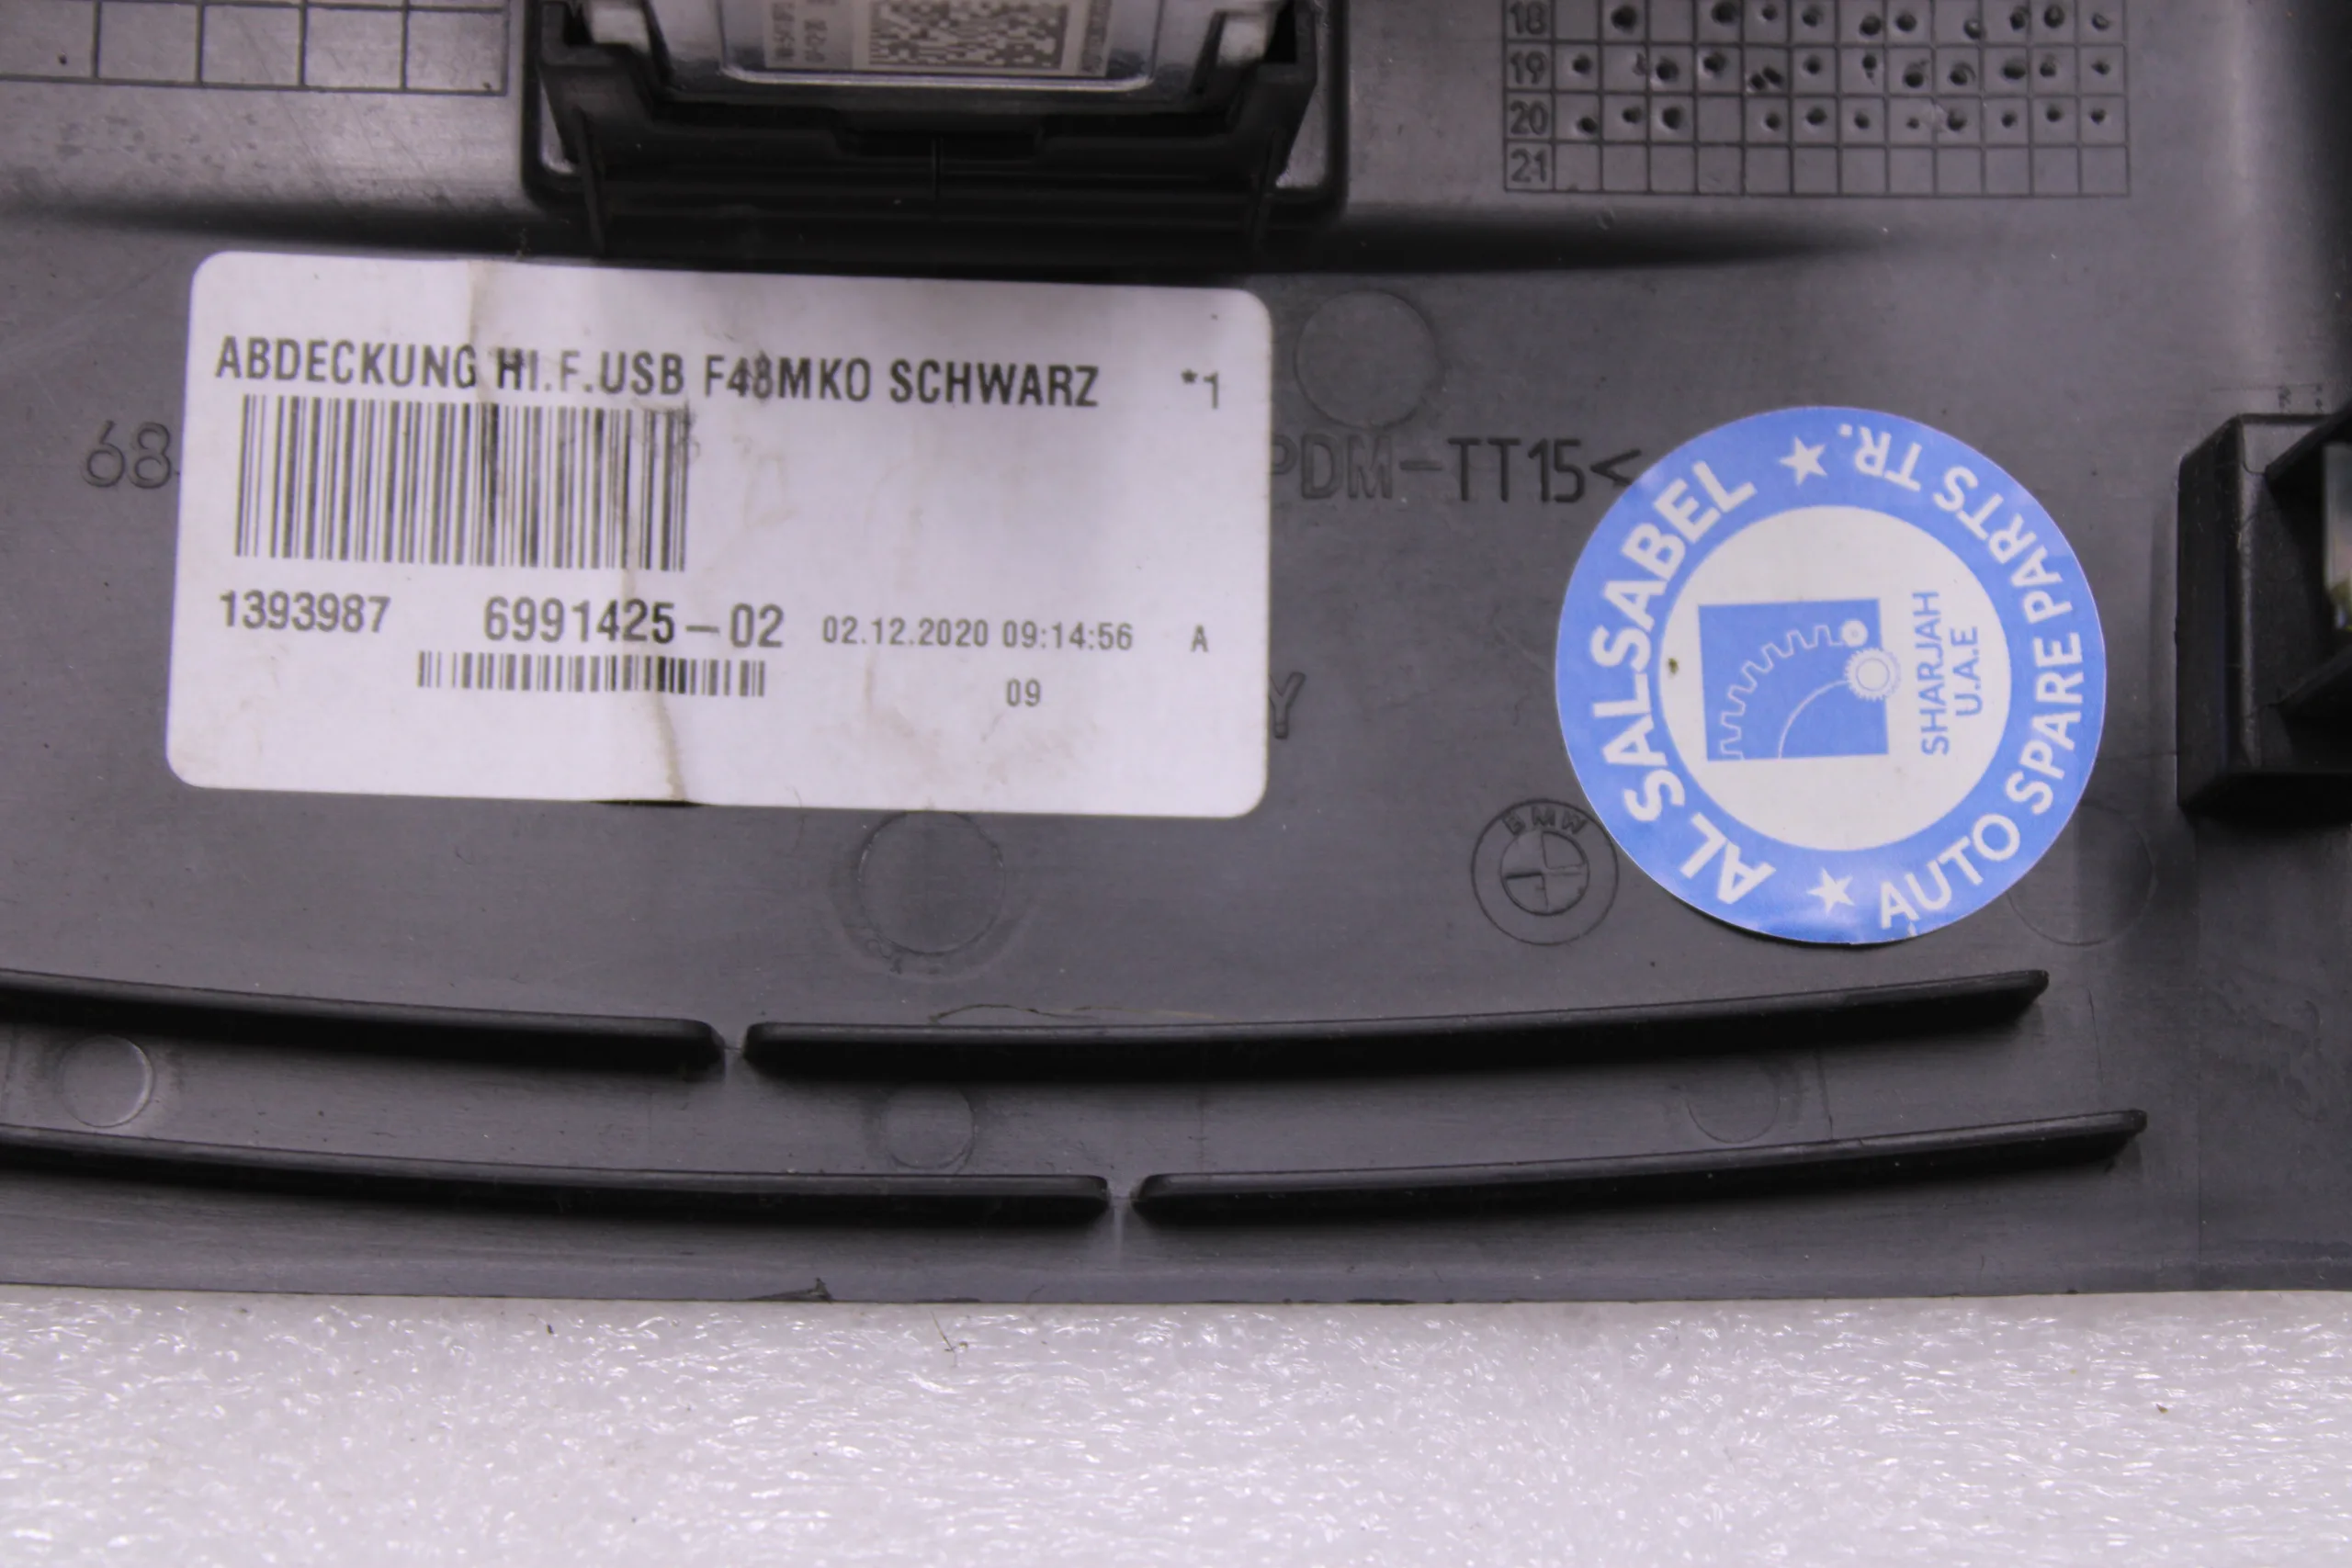 18
19
20
21
ABDECKUNG HI.F.USB F48MKO SCHWARZ *1
68
PDM-TT15<
1393987 6991425-02 02.12.2020 09:14:56 A
09
Y
BMW
AL SALSABEL ★ AUTO SPARE PARTS TR. ★
SHARJAH
U.A.E